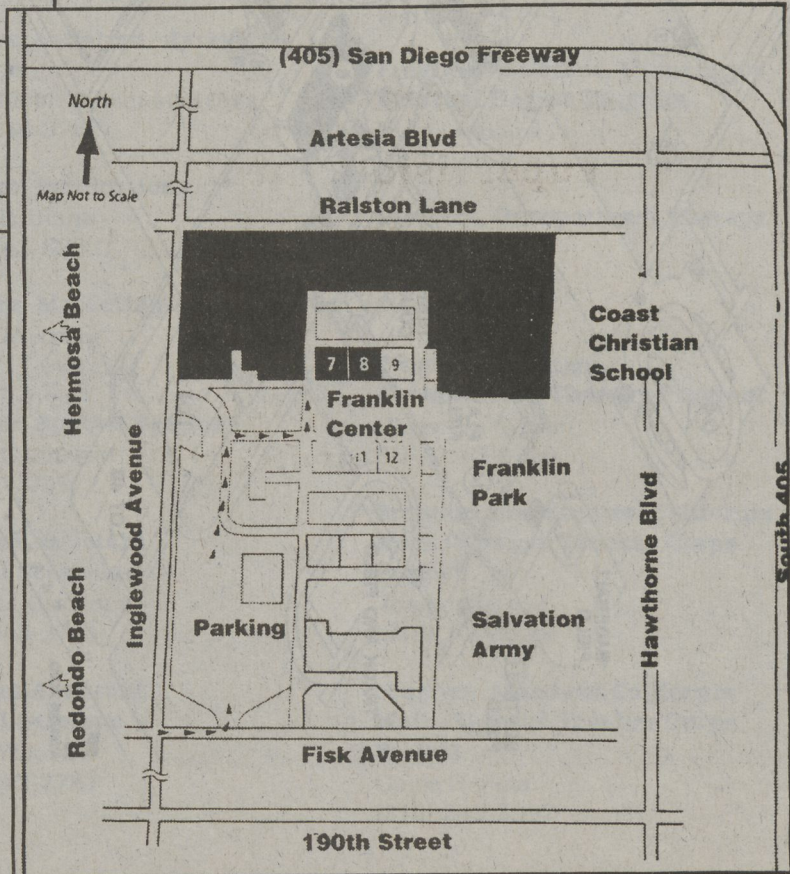 (405) San Diego Freeway
North
Map Not to Scale
Artesia Blvd
Ralston Lane
Hermosa Beach
Coast
Christian
School
7 8 9
Franklin
Center
11 12
Franklin
Park
Inglewood Avenue
Hawthorne Blvd
South 405
Redondo Beach
Parking
Salvation
Army
Fisk Avenue
190th Street